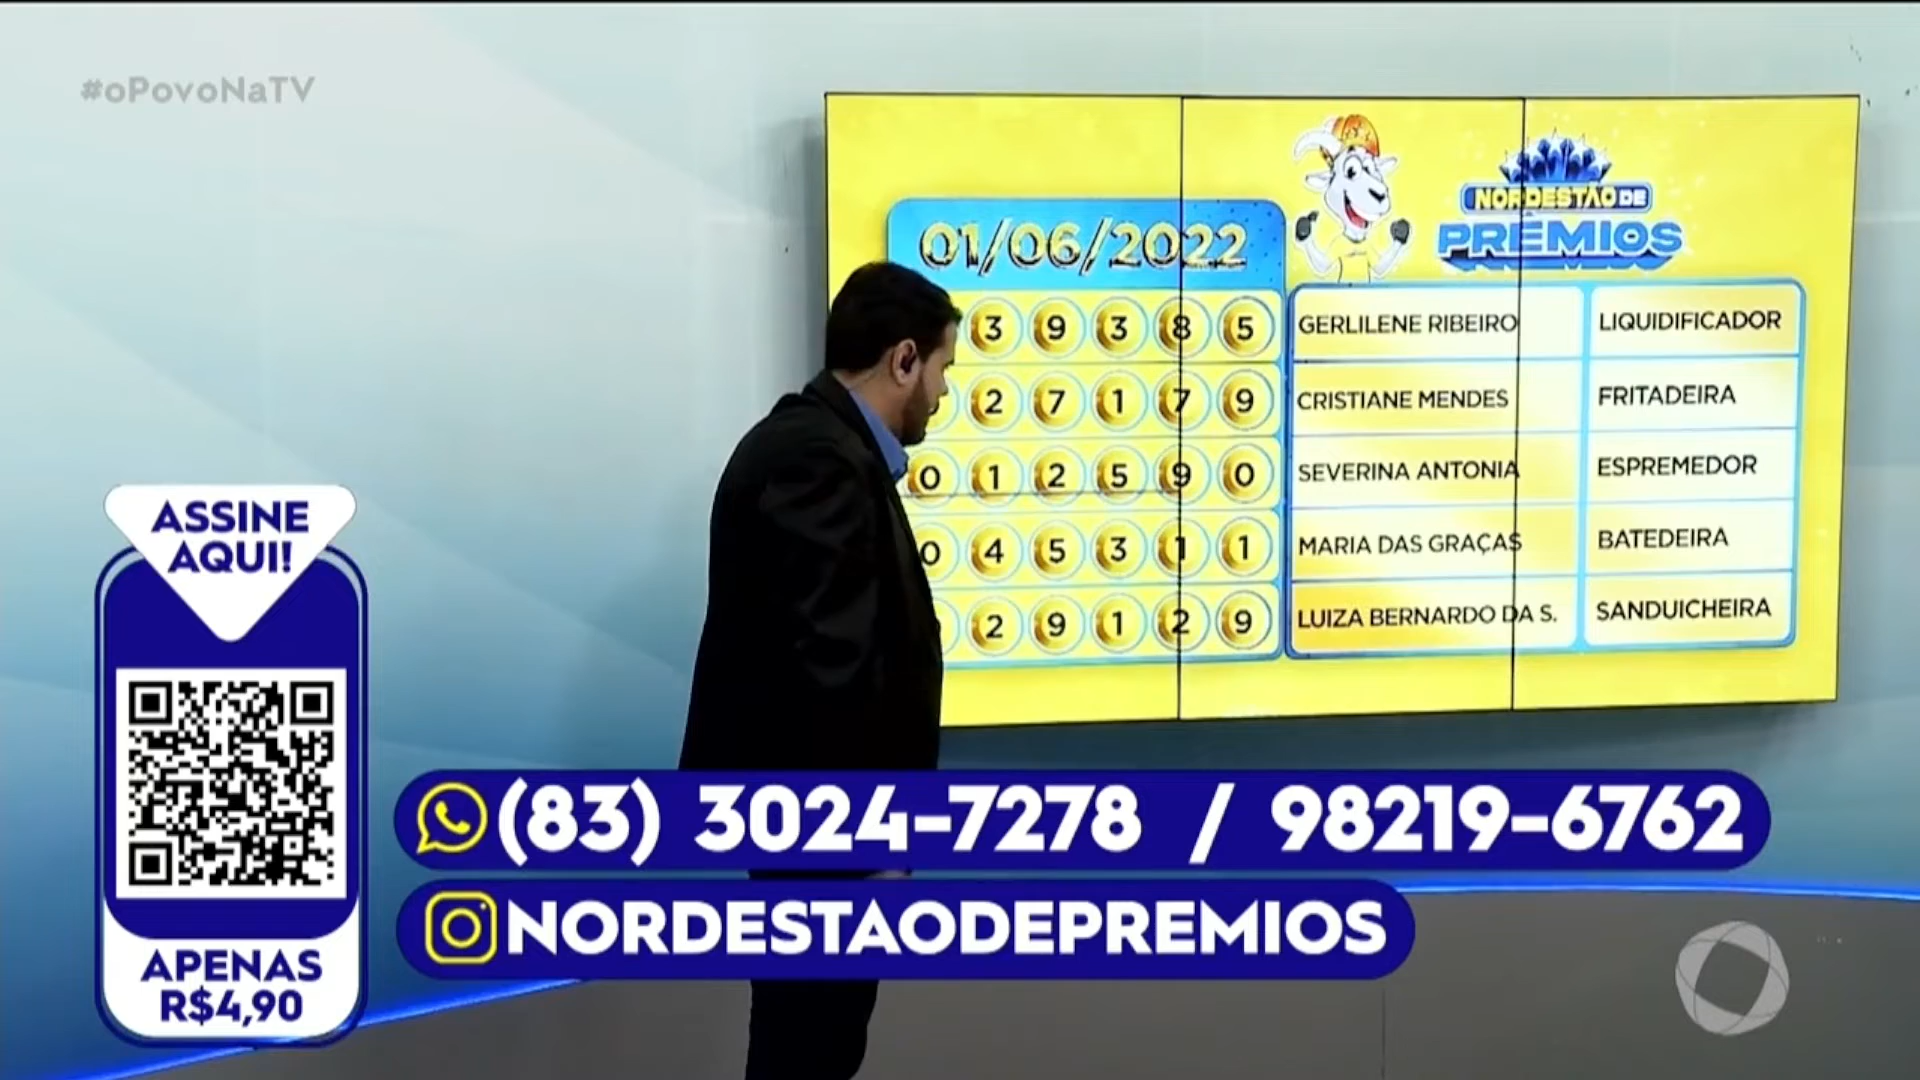 #oPovoNaTV
NORDESTÃO DE
PRÊMIOS
01/06/2022
3 9 3 8 5 GERLILENE RIBEIRO LIQUIDIFICADOR
2 7 1 7 9 CRISTIANE MENDES FRITADEIRA
0 1 2 5 9 0 SEVERINA ANTONIA ESPREMEDOR
0 4 5 3 1 1 MARIA DAS GRAÇAS BATEDEIRA
2 9 1 2 9 LUIZA BERNARDO DA S. SANDUICHEIRA
ASSINE
AQUI!
APENAS
R$4,90
(83) 3024-7278 / 98219-6762
NORDESTAODEPREMIOS